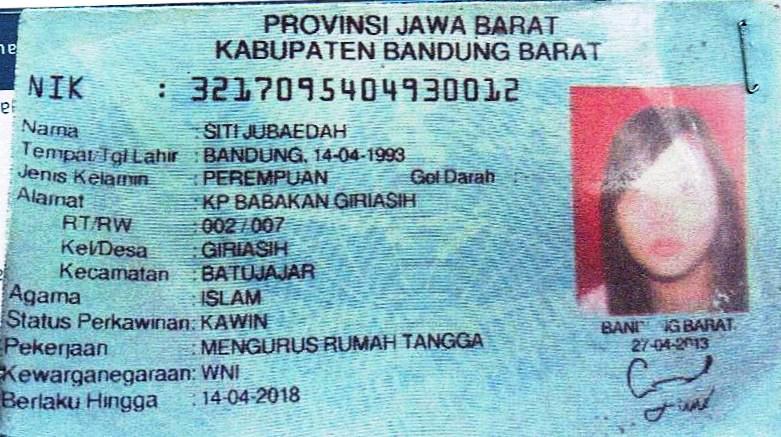 PROVINSI JAWA BARAT
KABUPATEN BANDUNG BARAT
NIK : 3217095404930012
Nama : SITI JUBAEDAH
Tempat/Tgl Lahir : BANDUNG, 14-04-1993
Jenis Kelamin : PEREMPUAN Gol Darah :
Alamat : KP BABAKAN GIRIASIH
RT/RW : 002 / 007
Kel/Desa : GIRIASIH
Kecamatan : BATUJAJAR
Agama : ISLAM
Status Perkawinan: KAWIN
Pekerjaan : MENGURUS RUMAH TANGGA
Kewarganegaraan: WNI
Berlaku Hingga : 14-04-2018
BARAT
27-04-2013